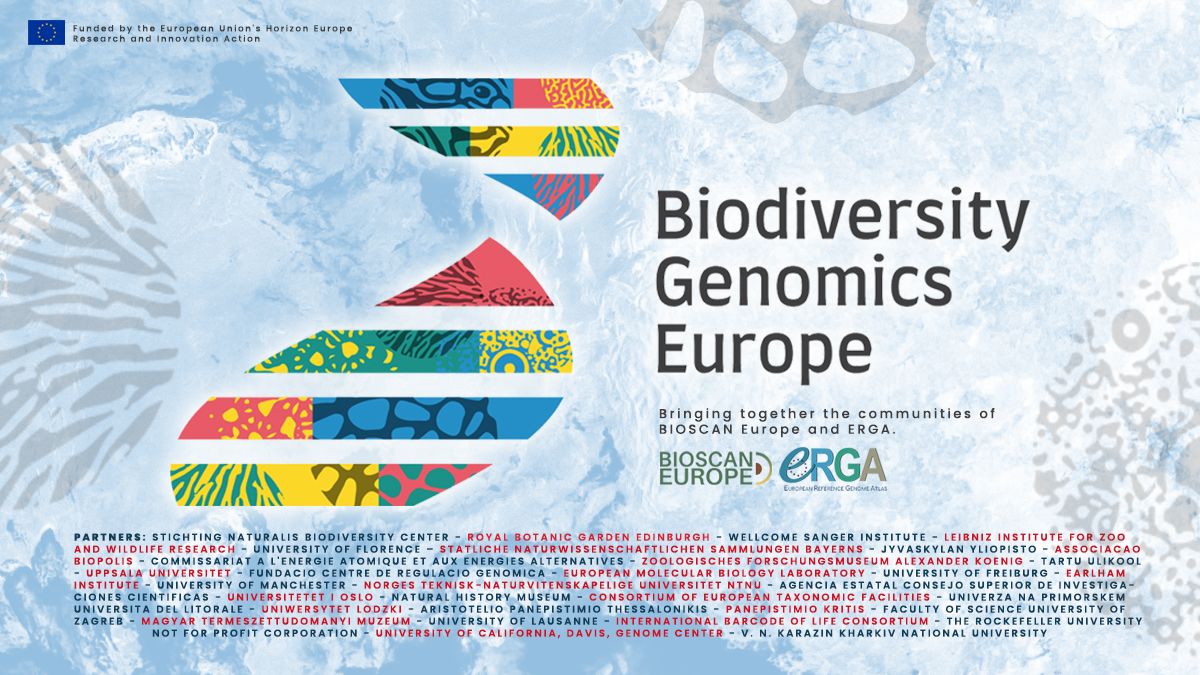 Funded by the European Union's Horizon Europe
Research and Innovation Action
Biodiversity
Genomics
Europe
Bringing together the communities of
BIOSCAN Europe and ERGA.
BIOSCAN
EUROPE
eRGA
European Reference Genome Atlas
PARTNERS: STICHTING NATURALIS BIODIVERSITY CENTER - ROYAL BOTANIC GARDEN EDINBURGH - WELLCOME SANGER INSTITUTE - LEIBNIZ INSTITUTE FOR ZOO
AND WILDLIFE RESEARCH - UNIVERSITY OF FLORENCE - STATLICHE NATURWISSENSCHAFTLICHEN SAMMLUNGEN BAYERNS - JYVASKYLAN YLIOPISTO - ASSOCIACAO
BIOPOLIS - COMMISSARIAT A L'ENERGIE ATOMIQUE ET AUX ENERGIES ALTERNATIVES - ZOOLOGISCHES FORSCHUNGSMUSEUM ALEXANDER KOENIG - TARTU ULIKOOL
- UPPSALA UNIVERSITET - FUNDACIO CENTRE DE REGULACIO GENOMICA - EUROPEAN MOLECULAR BIOLOGY LABORATORY - UNIVERSITY OF FREIBURG - EARLHAM
INSTITUTE - UNIVERSITY OF MANCHESTER - NORGES TEKNISK-NATURVITENSKAPELIGE UNIVERSITET NTNU - AGENCIA ESTATAL CONSEJO SUPERIOR DE INVESTIGA-
CIONES CIENTIFICAS - UNIVERSITETET I OSLO - NATURAL HISTORY MUSEUM - CONSORTIUM OF EUROPEAN TAXONOMIC FACILITIES - UNIVERZA NA PRIMORSKEM
UNIVERSITA DEL LITORALE - UNIWERSYTET LODZKI - ARISTOTELIO PANEPISTIMIO THESSALONIKIS - PANEPISTIMIO KRITIS - FACULTY OF SCIENCE UNIVERSITY OF
ZAGREB - MAGYAR TERMESZETTUDOMANYI MUZEUM - UNIVERSITY OF LAUSANNE - INTERNATIONAL BARCODE OF LIFE CONSORTIUM - THE ROCKEFELLER UNIVERSITY
NOT FOR PROFIT CORPORATION - UNIVERSITY OF CALIFORNIA, DAVIS, GENOME CENTER - V. N. KARAZIN KHARKIV NATIONAL UNIVERSITY